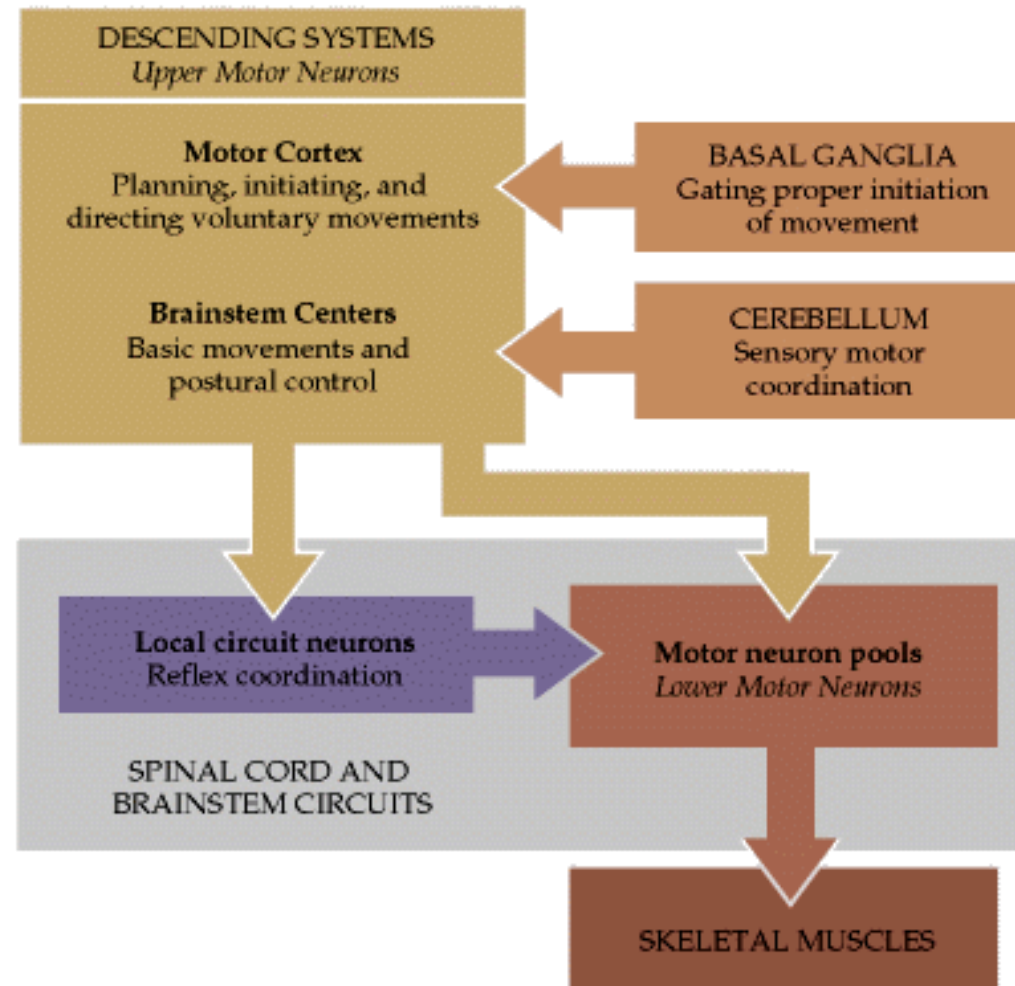 DESCENDING SYSTEMS
Upper Motor Neurons
Motor Cortex
Planning, initiating, and
directing voluntary movements
BASAL GANGLIA
Gating proper initiation
of movement
Brainstem Centers
Basic movements and
postural control
CEREBELLUM
Sensory motor
coordination
Local circuit neurons
Reflex coordination
Motor neuron pools
Lower Motor Neurons
SPINAL CORD AND
BRAINSTEM CIRCUITS
SKELETAL MUSCLES